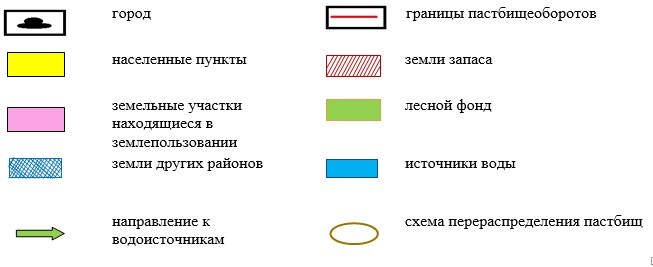 город
границы пастбищеоборотов
населенные пункты
земли запаса
земельные участки
находящиеся в
землепользовании
лесной фонд
земли других районов
источники воды
направление к
водоисточникам
схема перераспределения пастбищ